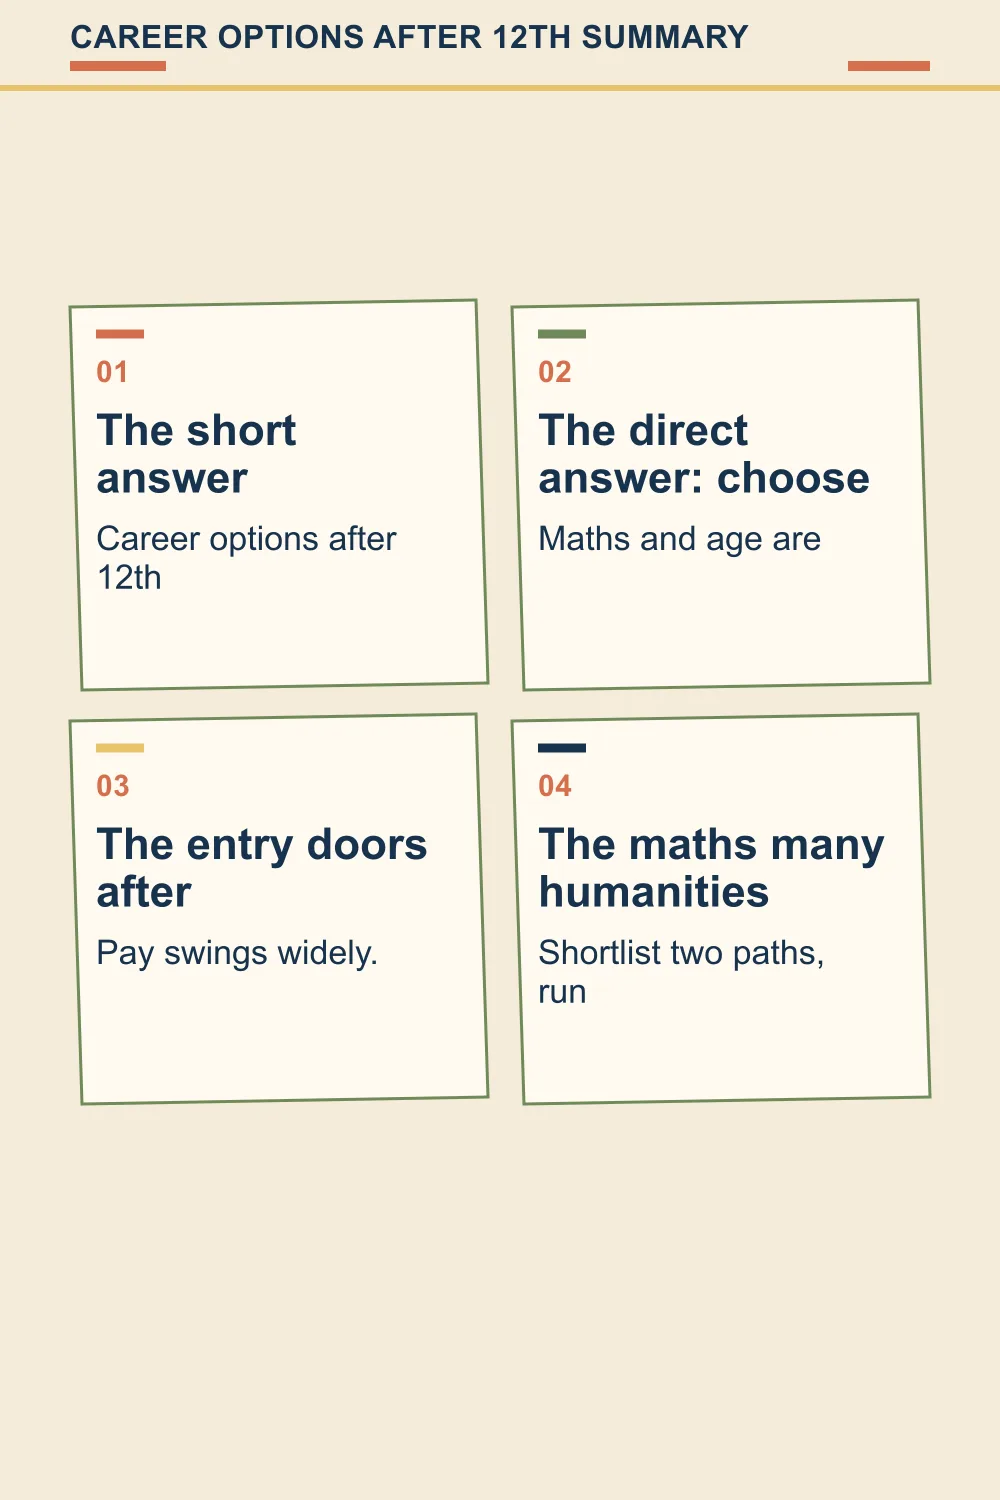 CAREER OPTIONS AFTER 12TH SUMMARY
01
The short
answer
Career options after
12th
02
The direct
answer: choose
Maths and age are
03
The entry doors
after
Pay swings widely.
04
The maths many
humanities
Shortlist two paths,
run